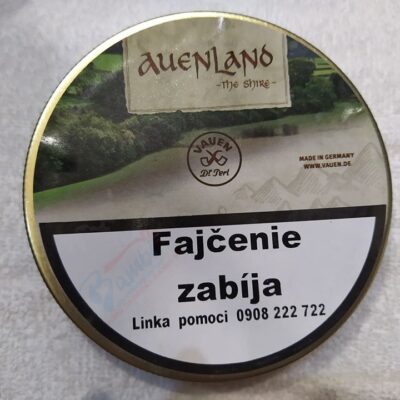 AUENLAND
-THE SHIRE-
VAUEN
Dr. Perl
MADE IN GERMANY
WWW.VAUEN.DE
Fajčenie
zabíja
Linka pomoci 0908 222 722